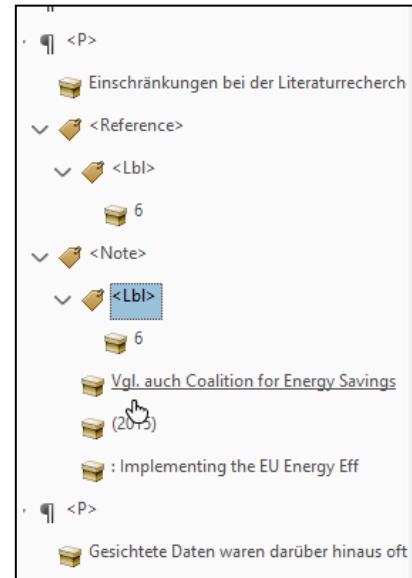 <P>
Einschränkungen bei der Literaturrecherch
<Reference>
<Lbl>
6
<Note>
<Lbl>
6
Vgl. auch Coalition for Energy Savings
(2015)
: Implementing the EU Energy Eff
<P>
Gesichtete Daten waren darüber hinaus oft